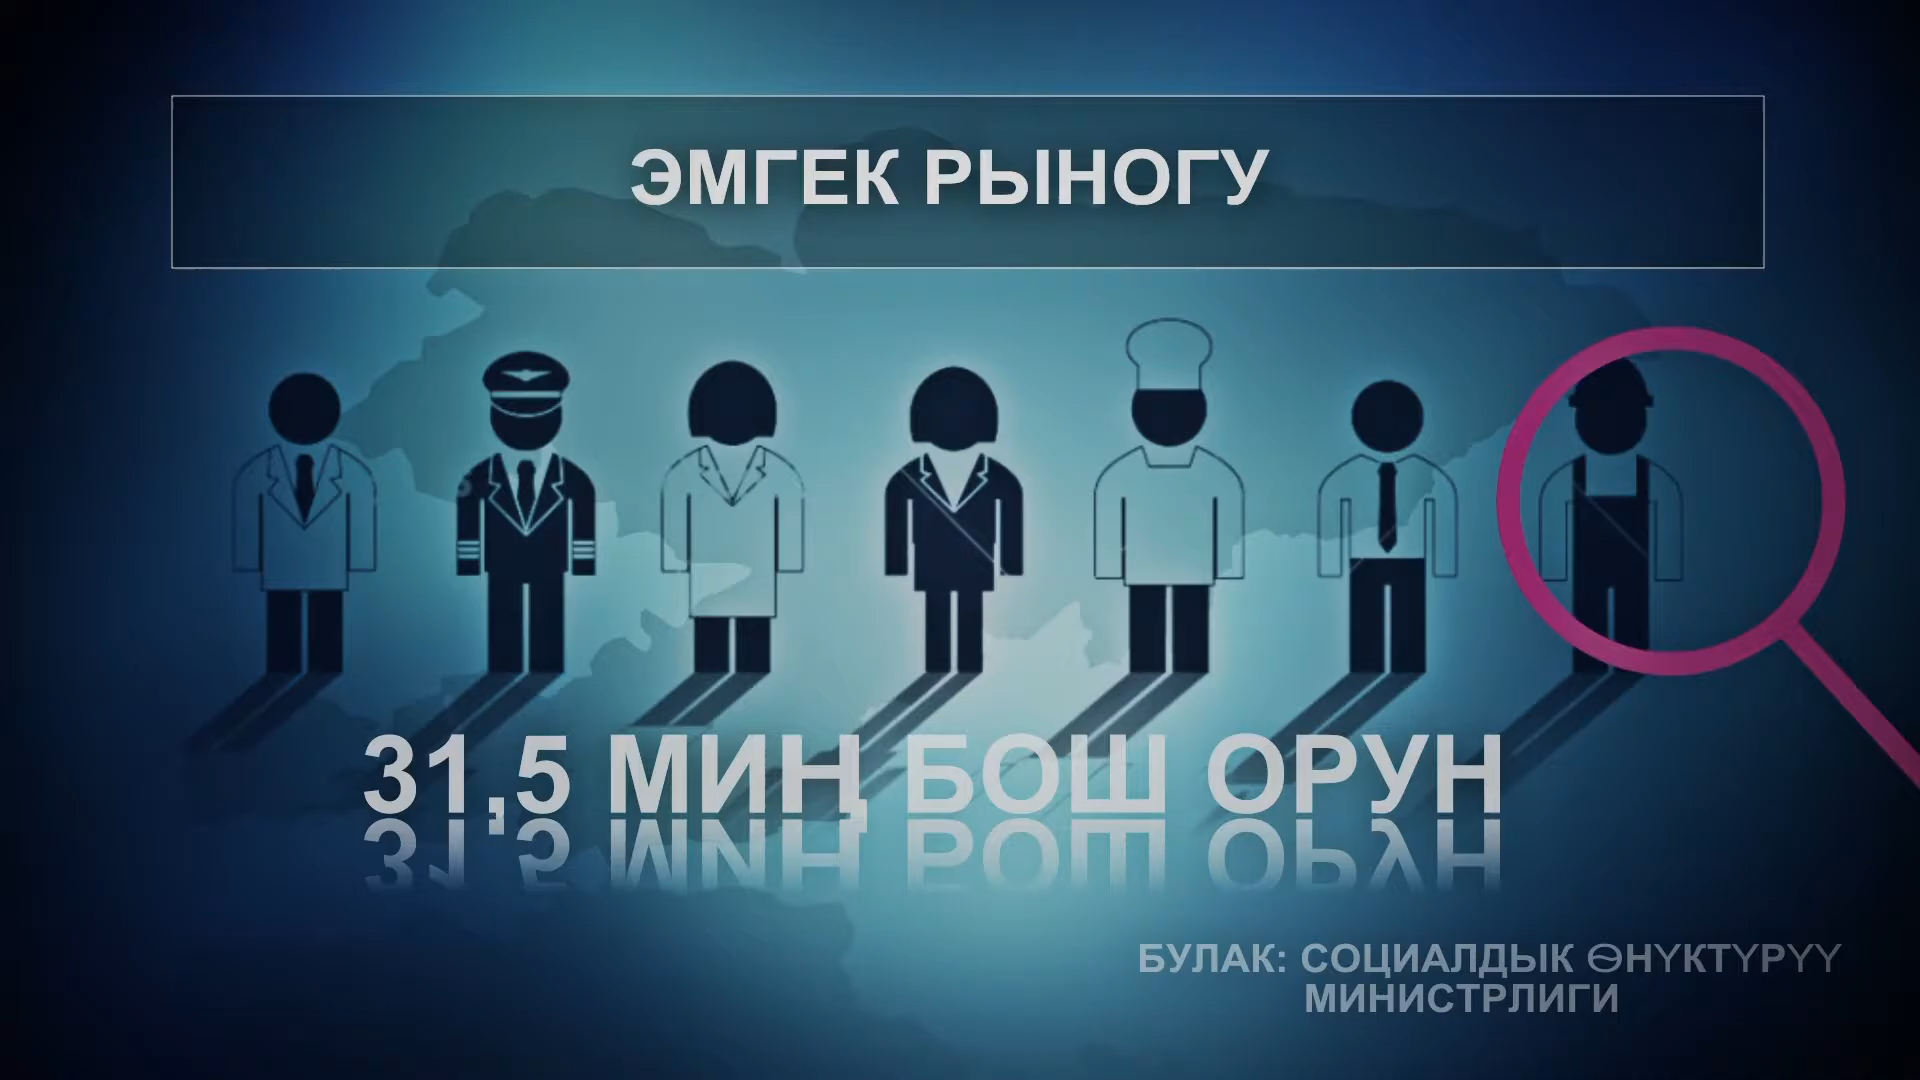 ЭМГЕК РЫНОГУ
31,5 МИҢ БОШ ОРУН
БУЛАК: СОЦИАЛДЫК ӨНҮКТҮРҮҮ
МИНИСТРЛИГИ